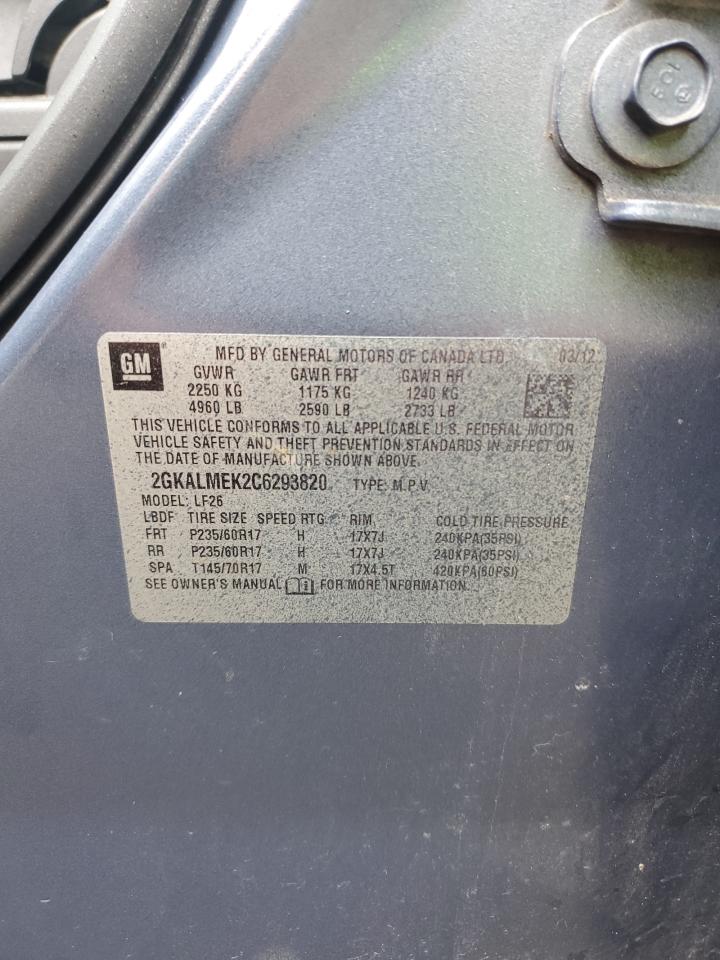 GM
MFD BY GENERAL MOTORS OF CANADA LTD 03/12
GVWR GAWR FRT GAWR RR
2250 KG 1175 KG 1240 KG
4960 LB 2590 LB 2733 LB
THIS VEHICLE CONFORMS TO ALL APPLICABLE U.S. FEDERAL MOTOR
VEHICLE SAFETY AND THEFT PREVENTION STANDARDS IN EFFECT ON
THE DATE OF MANUFACTURE SHOWN ABOVE.
2GKALMEK2C6293820 TYPE: M.P.V
MODEL: LF26
LBDF TIRE SIZE SPEED RTG RIM COLD TIRE PRESSURE
FRT P235/60R17 H 17X7J 240KPA(35PSI)
RR P235/60R17 H 17X7J 240KPA(35PSI)
SPA T145/70R17 M 17X4.5T 420KPA(60PSI)
SEE OWNER'S MANUAL FOR MORE INFORMATION.